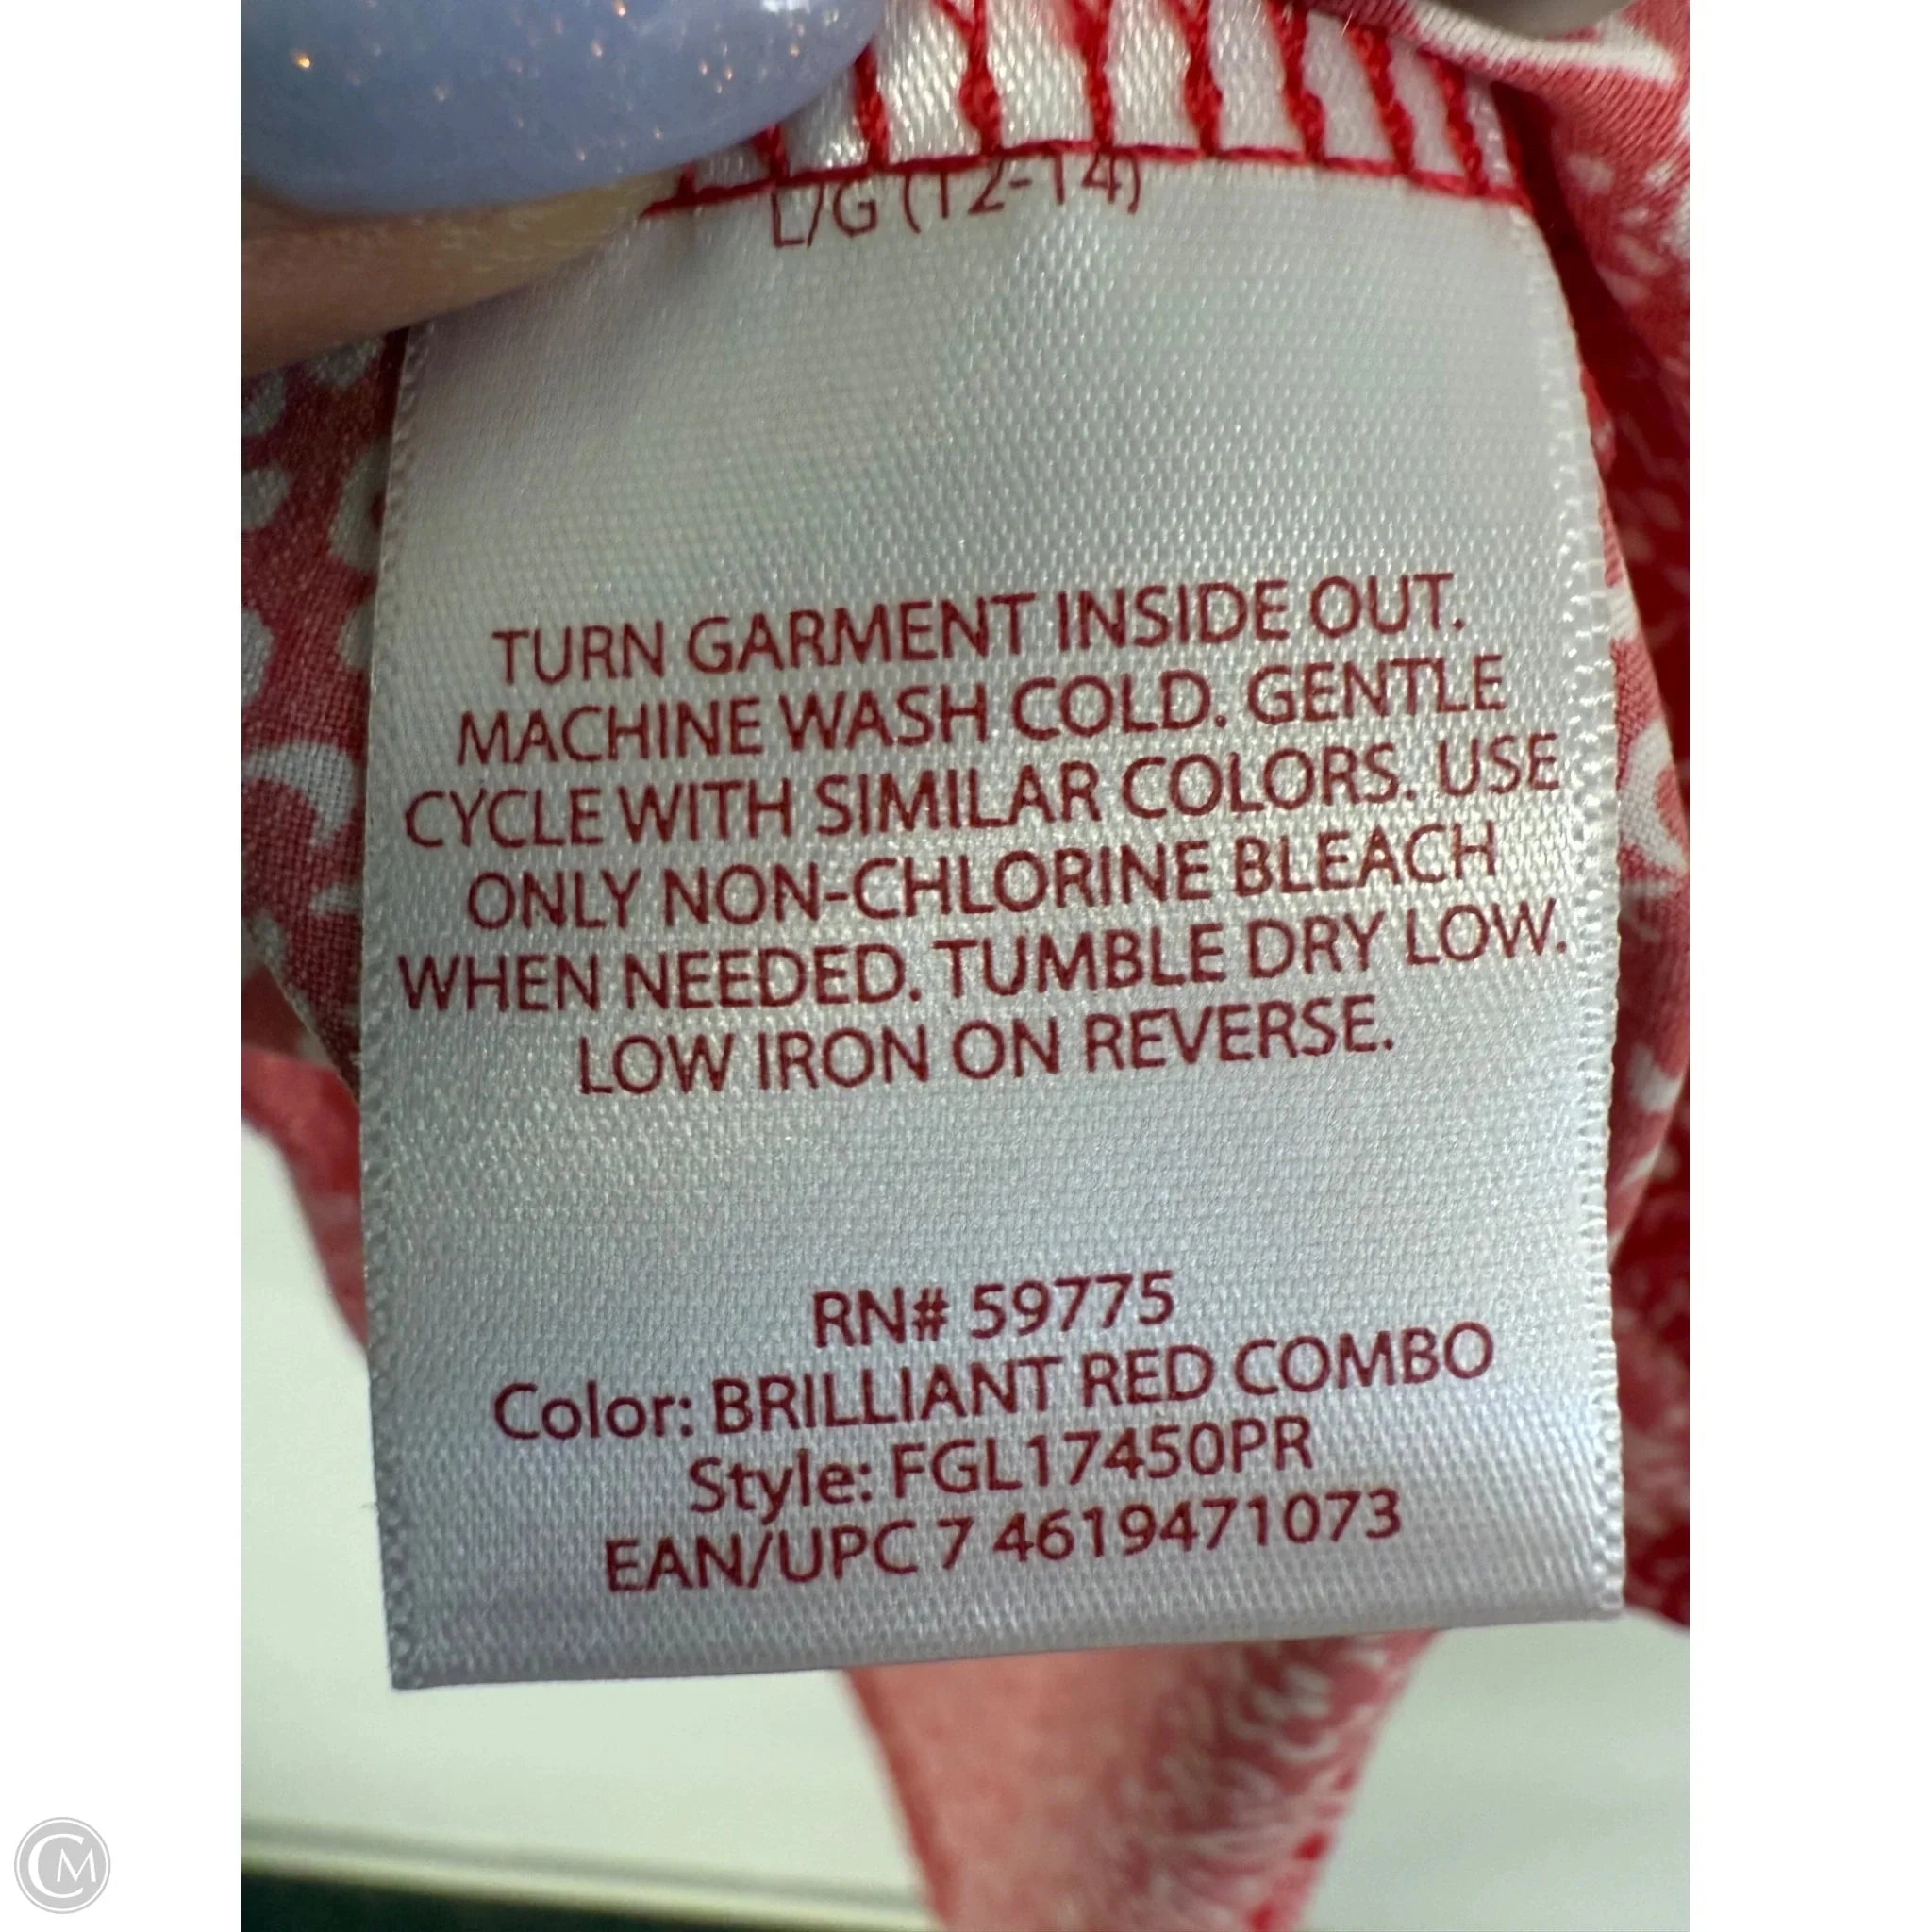 L/G (12-14)
TURN GARMENT INSIDE OUT.
MACHINE WASH COLD. GENTLE
CYCLE WITH SIMILAR COLORS. USE
ONLY NON-CHLORINE BLEACH
WHEN NEEDED. TUMBLE DRY LOW.
LOW IRON ON REVERSE.
RN# 59775
Color: BRILLIANT RED COMBO
Style: FGL17450PR
EAN/UPC 7 4619471073
CM